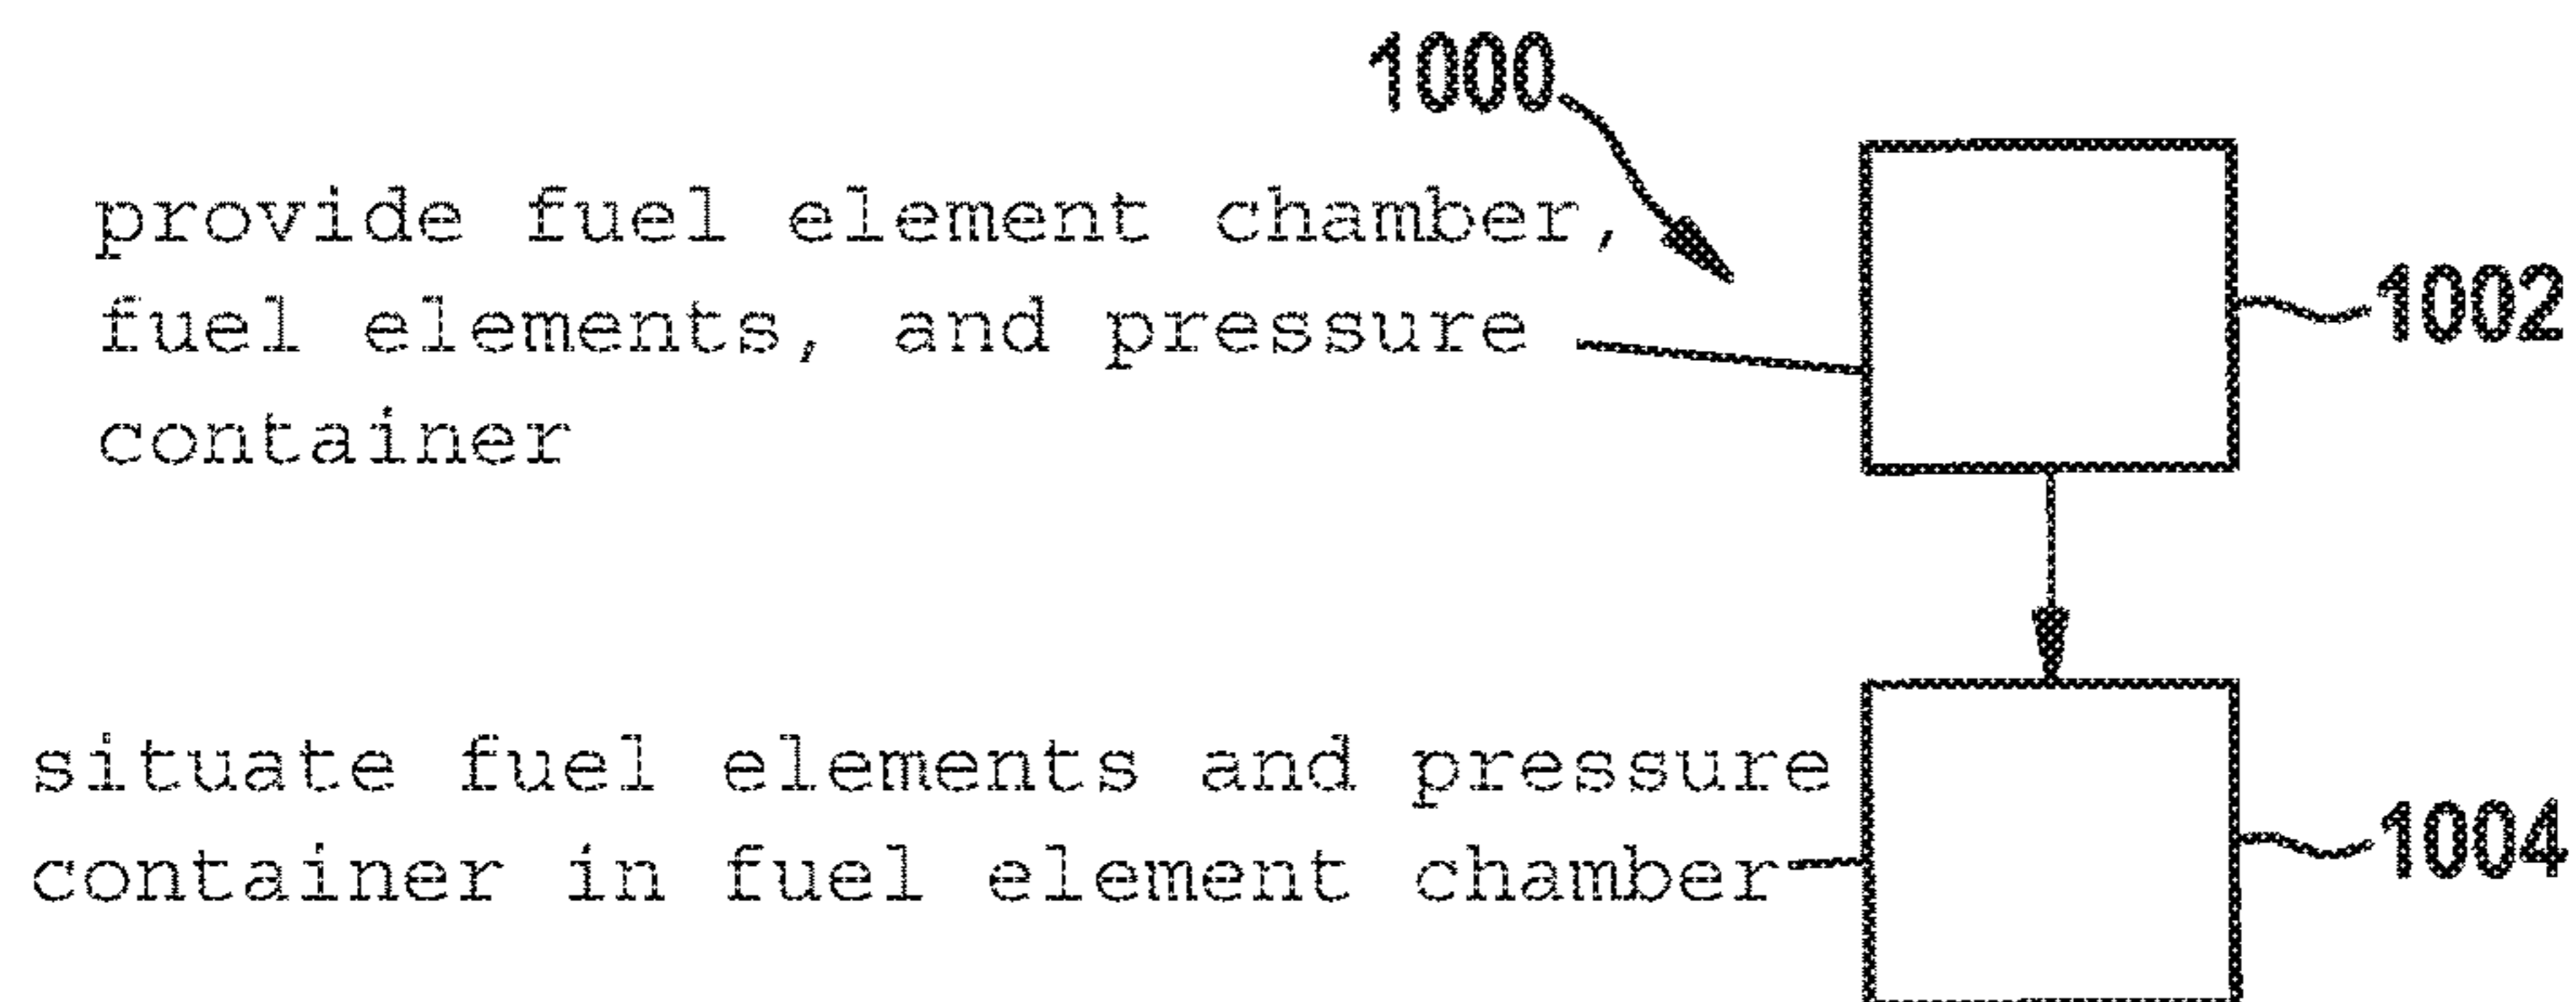 1000
provide fuel element chamber,
fuel elements, and pressure
container
1002
situate fuel elements and pressure
container in fuel element chamber
1004